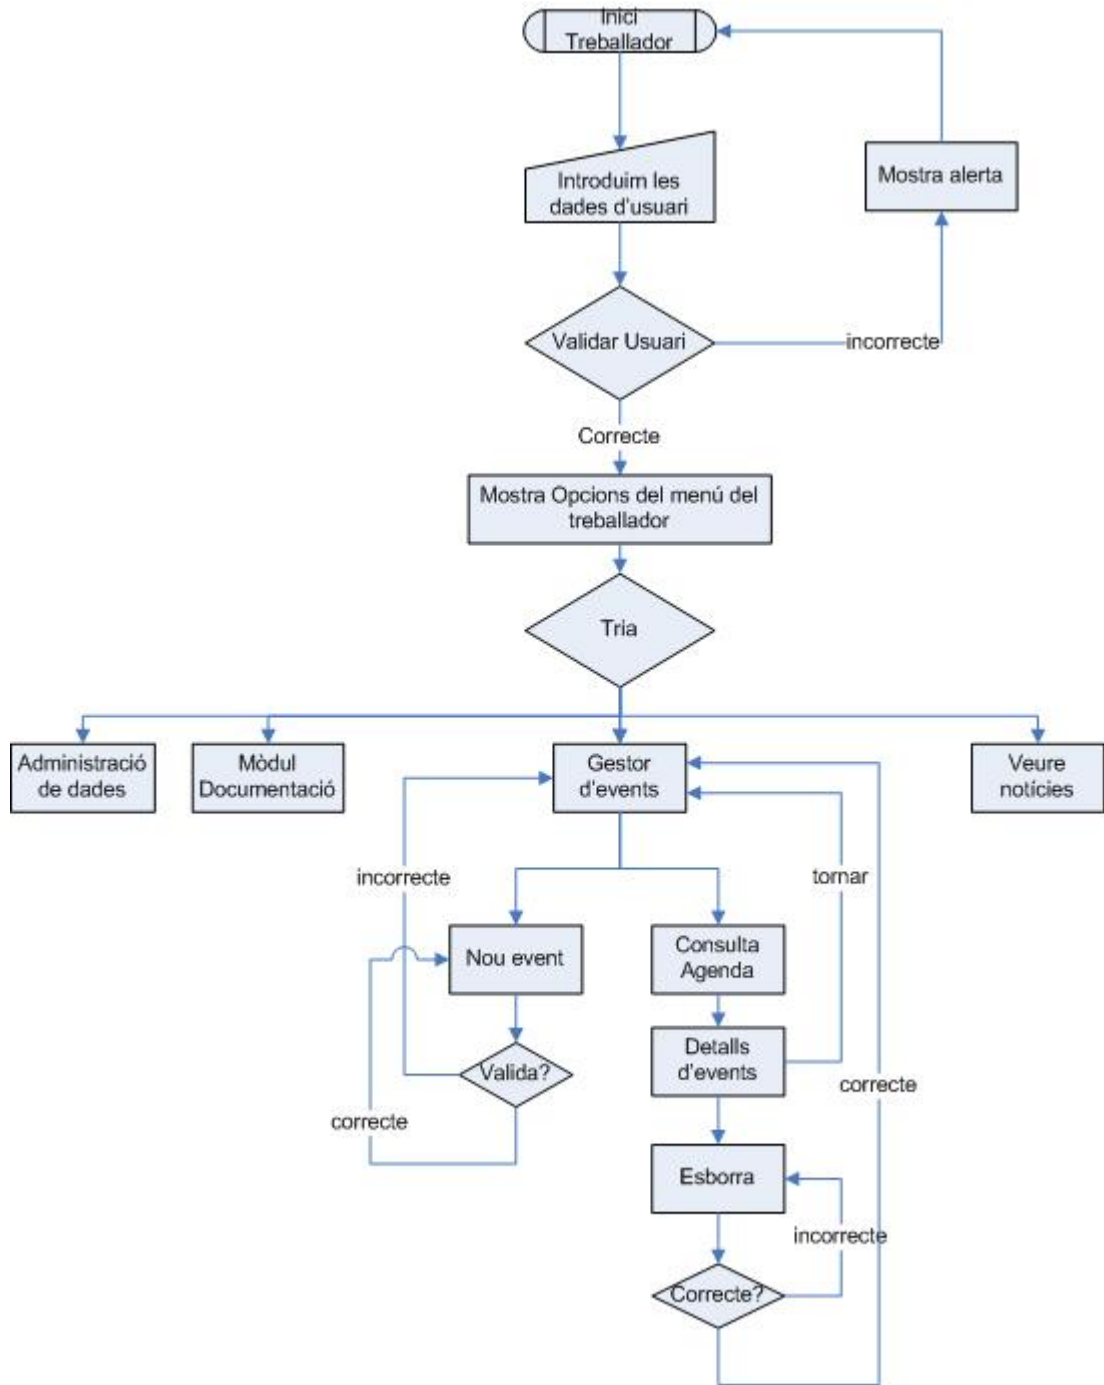 Inici
Treballador
Introduim les
dades d'usuari
Mostra alerta
Validar Usuari
incorrecte
Correcte
Mostra Opcions del menú del
treballador
Tria
Administració
de dades
Mòdul
Documentació
Gestor
d'events
Veure
notícies
incorrecte
tornar
Nou event
Consulta
Agenda
Detalls
d'events
Valida?
correcte
correcte
Esborra
incorrecte
Correcte?